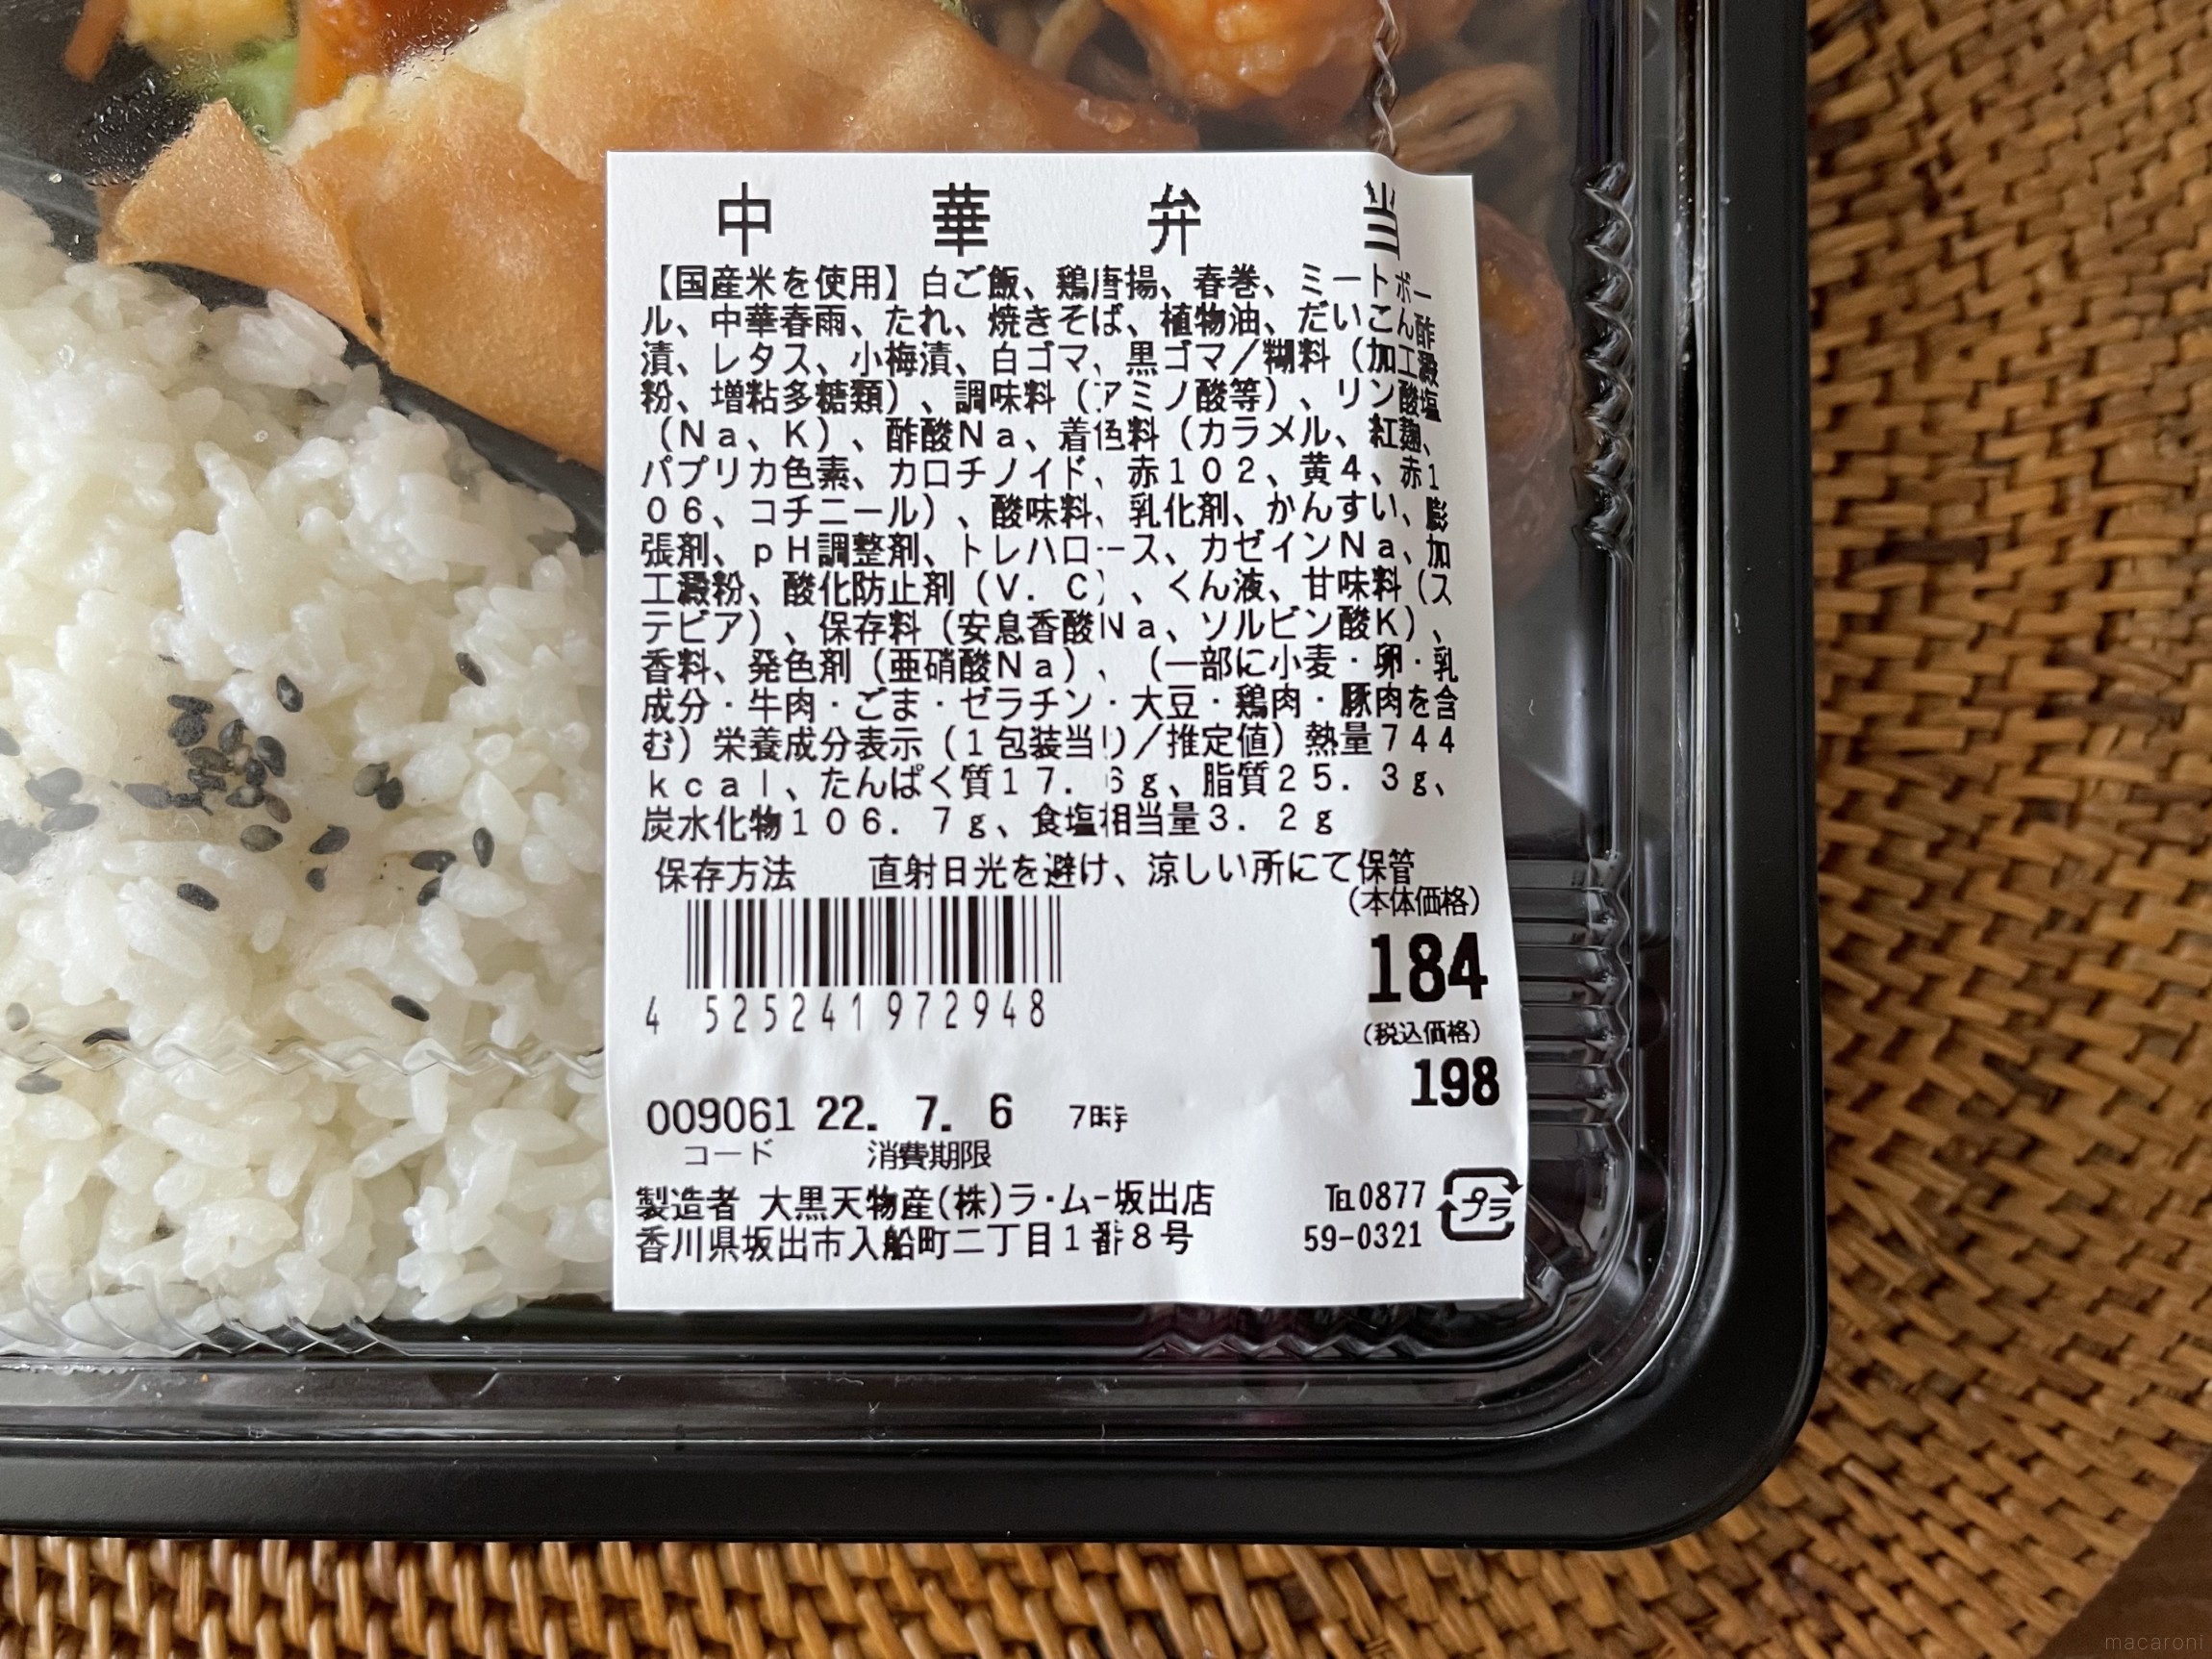 中華弁当
【国産米を使用】白ご飯、鶏唐揚、春巻、ミートボー
ル、中華春雨、たれ、焼きそば、植物油、だいこん酢
漬、レタス、小梅漬、白ゴマ、黒ゴマ／糊料（加工澱
粉、増粘多糖類）、調味料（アミノ酸等）、リン酸塩
（Ｎａ、Ｋ）、酢酸Ｎａ、着色料（カラメル、紅麹、
パプリカ色素、カロチノイド、赤１０２、黄４、赤１
０６、コチニール）、酸味料、乳化剤、かんすい、膨
張剤、ｐＨ調整剤、トレハロース、カゼインＮａ、加
工澱粉、酸化防止剤（Ｖ．Ｃ）、くん液、甘味料（ス
テビア）、保存料（安息香酸Ｎａ、ソルビン酸Ｋ）、
香料、発色剤（亜硝酸Ｎａ）、（一部に小麦・卵・乳
成分・牛肉・ごま・ゼラチン・大豆・鶏肉・豚肉を含
む）栄養成分表示（１包装当り／推定値）熱量７４４
ｋｃａｌ、たんぱく質１７．６ｇ、脂質２５．３ｇ、
炭水化物１０６．７ｇ、食塩相当量３．２ｇ
保存方法　直射日光を避け、涼しい所にて保管
(本体価格)
184
4 525241 972948
(税込価格)
198
009061 22. 7. 6 7時
コード 消費期限
製造者 大黒天物産(株)ラ・ムー坂出店 ℡0877
香川県坂出市入船町二丁目１番８号 59-0321
プラ
macaroni